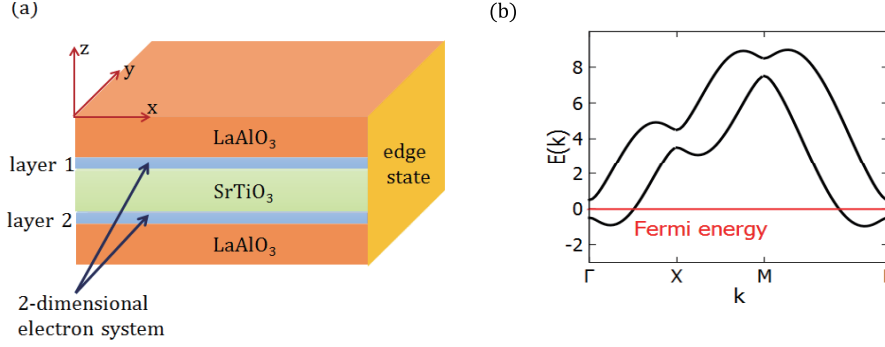 (a)
z
y
x
LaAlO₃
layer 1
edge
state
SrTiO₃
layer 2
LaAlO₃
2-dimensional
electron system
(b)
E(k)
8
6
4
2
0
-2
Fermi energy
Γ X M
k